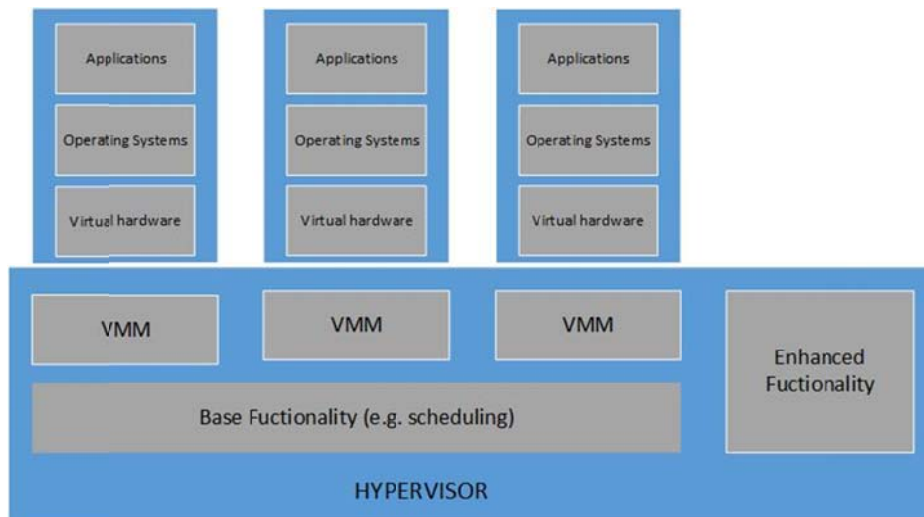 Applications
Applications
Applications
Operating Systems
Operating Systems
Operating Systems
Virtual hardware
Virtual hardware
Virtual hardware
VMM
VMM
VMM
Enhanced
Fuctionality
Base Fuctionality (e.g. scheduling)
HYPERVISOR